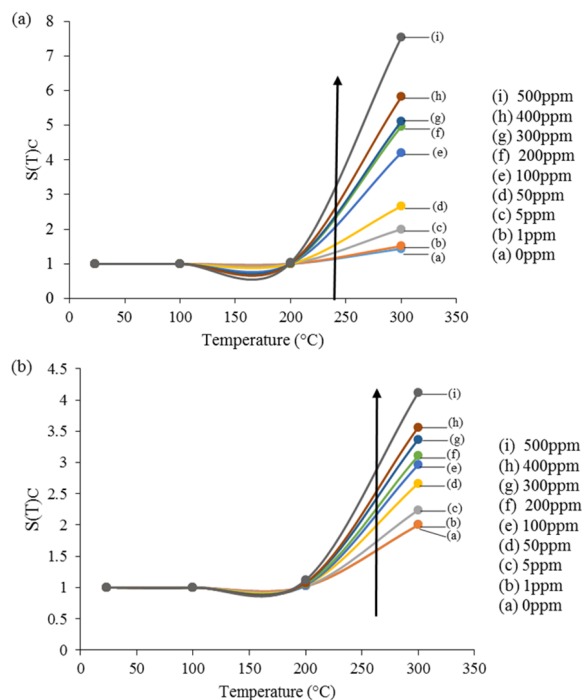 (a)
8
7
6
5
4
3
2
1
0
S(T)C
0 50 100 150 200 250 300 350
Temperature (°C)
(i)
(h)
(g)
(f)
(e)
(d)
(c)
(b)
(a)
(i) 500ppm
(h) 400ppm
(g) 300ppm
(f) 200ppm
(e) 100ppm
(d) 50ppm
(c) 5ppm
(b) 1ppm
(a) 0ppm
(b)
4.5
4
3.5
3
2.5
2
1.5
1
0.5
0
S(T)C
0 50 100 150 200 250 300 350
Temperature (°C)
(i)
(h)
(g)
(f)
(e)
(d)
(c)
(b)
(a)
(i) 500ppm
(h) 400ppm
(g) 300ppm
(f) 200ppm
(e) 100ppm
(d) 50ppm
(c) 5ppm
(b) 1ppm
(a) 0ppm